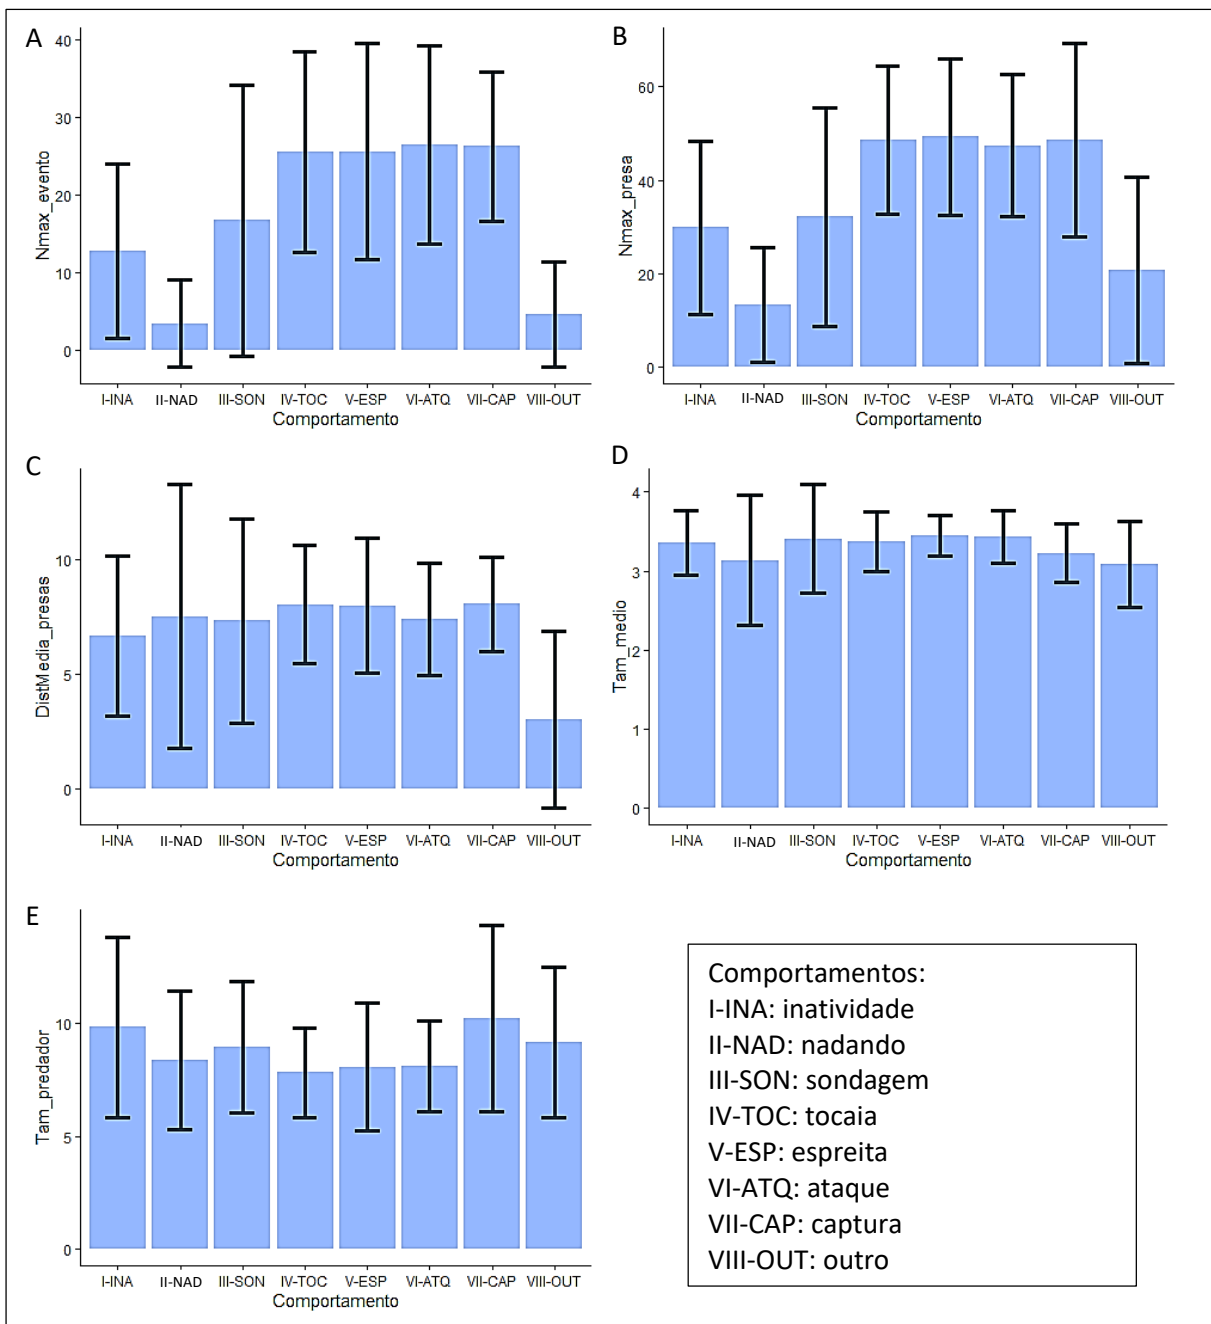 A
40
30
20
10
0
Nmax_evento
I-INA II-NAD III-SON IV-TOC V-ESP VI-ATQ VII-CAP VIII-OUT
Comportamento
B
60
40
20
0
Nmax_presa
I-INA II-NAD III-SON IV-TOC V-ESP VI-ATQ VII-CAP VIII-OUT
Comportamento
C
10
5
0
DistMedia_presas
I-INA II-NAD III-SON IV-TOC V-ESP VI-ATQ VII-CAP VIII-OUT
Comportamento
D
4
3
2
1
0
Tam_medio
I-INA II-NAD III-SON IV-TOC V-ESP VI-ATQ VII-CAP VIII-OUT
Comportamento
E
10
5
0
Tam_predador
I-INA II-NAD III-SON IV-TOC V-ESP VI-ATQ VII-CAP VIII-OUT
Comportamento
Comportamentos:
I-INA: inatividade
II-NAD: nadando
III-SON: sondagem
IV-TOC: tocaia
V-ESP: espreita
VI-ATQ: ataque
VII-CAP: captura
VIII-OUT: outro